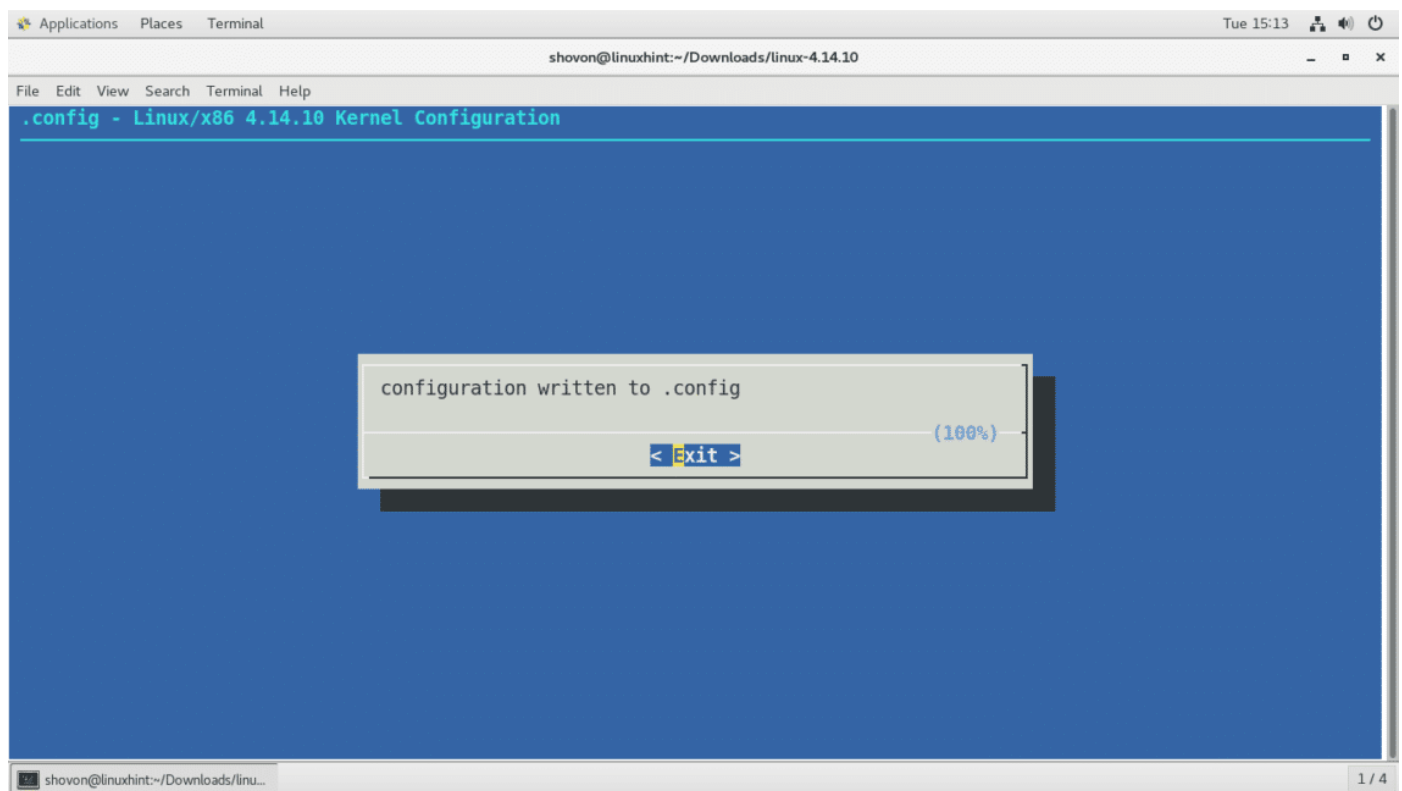 Applications Places Terminal Tue 15:13
shovon@linuxhint:~/Downloads/linux-4.14.10
File Edit View Search Terminal Help
.config - Linux/x86 4.14.10 Kernel Configuration
configuration written to .config
(100%)
< Exit >
shovon@linuxhint:~/Downloads/linu... 1 / 4